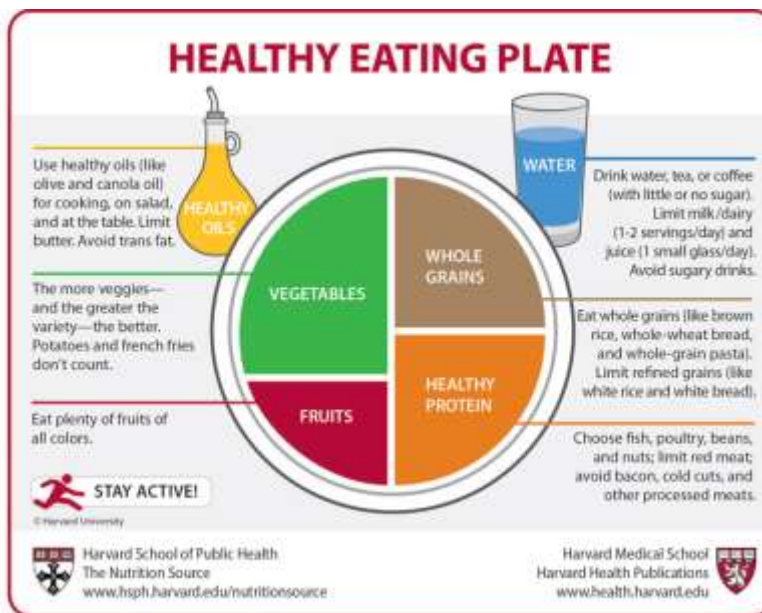 HEALTHY EATING PLATE
Use healthy oils (like
olive and canola oil)
for cooking, on salad,
and at the table. Limit
butter. Avoid trans fat.
HEALTHY
OILS
The more veggies—
and the greater the
variety—the better.
Potatoes and french fries
don't count.
Eat plenty of fruits of
all colors.
VEGETABLES
FRUITS
WHOLE
GRAINS
HEALTHY
PROTEIN
WATER
Drink water, tea, or coffee
(with little or no sugar).
Limit milk/dairy
(1-2 servings/day) and
juice (1 small glass/day).
Avoid sugary drinks.
Eat whole grains (like brown
rice, whole-wheat bread,
and whole-grain pasta).
Limit refined grains (like
white rice and white bread).
Choose fish, poultry, beans,
and nuts; limit red meat;
avoid bacon, cold cuts, and
other processed meats.
STAY ACTIVE!
© Harvard University
Harvard School of Public Health
The Nutrition Source
www.hsph.harvard.edu/nutritionsource
Harvard Medical School
Harvard Health Publications
www.health.harvard.edu